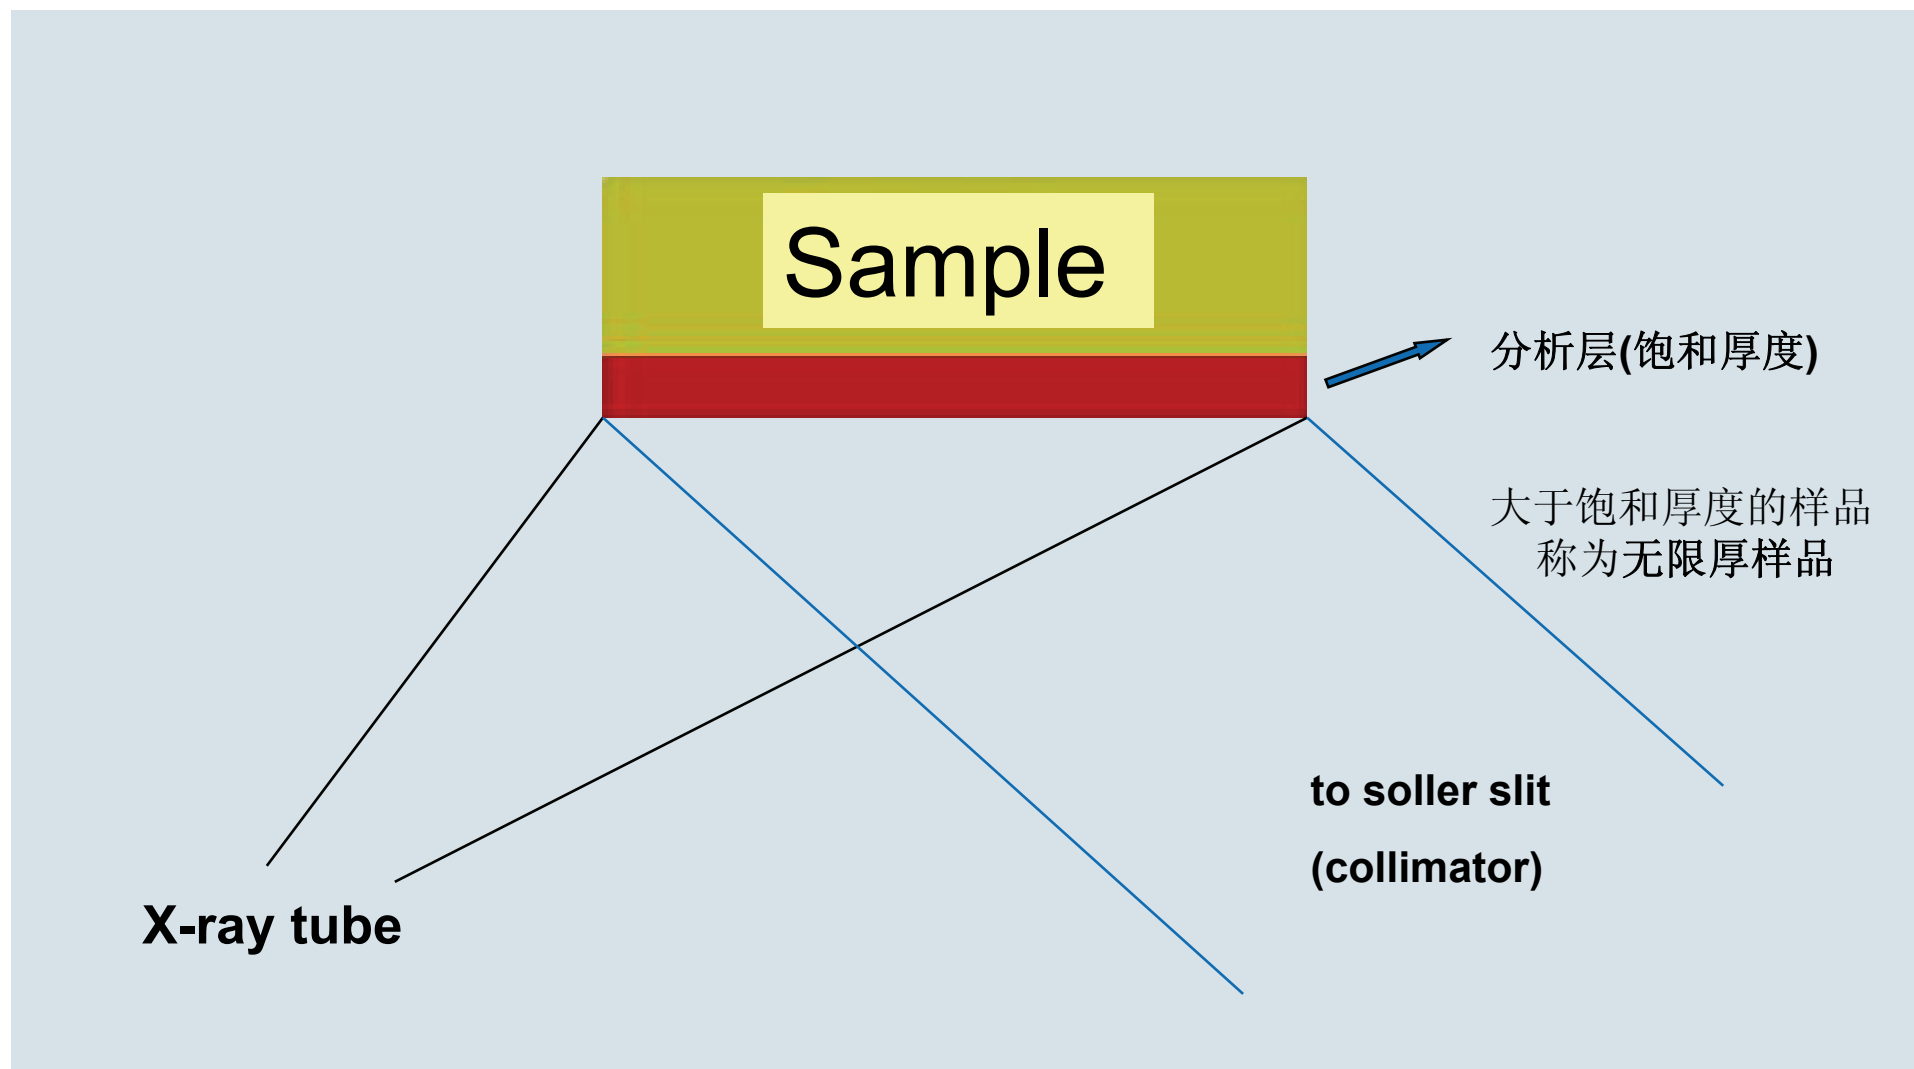 Sample
分析层(饱和厚度)
大于饱和厚度的样品
称为无限厚样品
to soller slit
(collimator)
X-ray tube